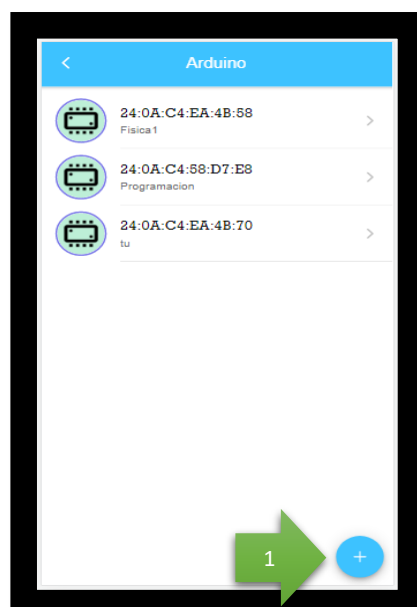 Arduino
24:0A:C4:EA:4B:58
Fisica1
24:0A:C4:58:D7:E8
Programacion
24:0A:C4:EA:4B:70
tu
1
+